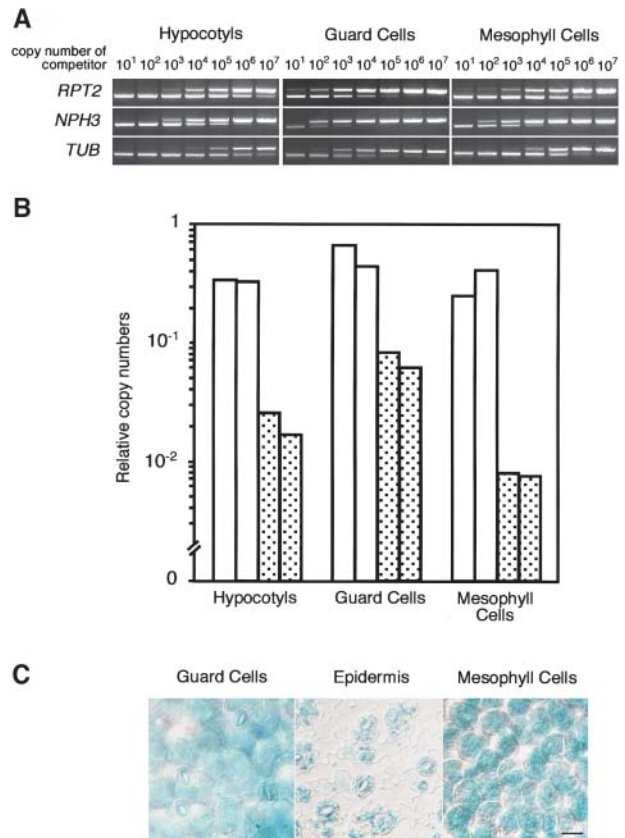 A
Hypocotyls Guard Cells Mesophyll Cells
copy number of
competitor 10¹ 10² 10³ 10⁴ 10⁵ 10⁶ 10⁷ 10¹ 10² 10³ 10⁴ 10⁵ 10⁶ 10⁷ 10¹ 10² 10³ 10⁴ 10⁵ 10⁶ 10⁷
RPT2
NPH3
TUB
B
1
10⁻¹
10⁻²
0
Relative copy numbers
Hypocotyls Guard Cells Mesophyll
Cells
C
Guard Cells Epidermis Mesophyll Cells